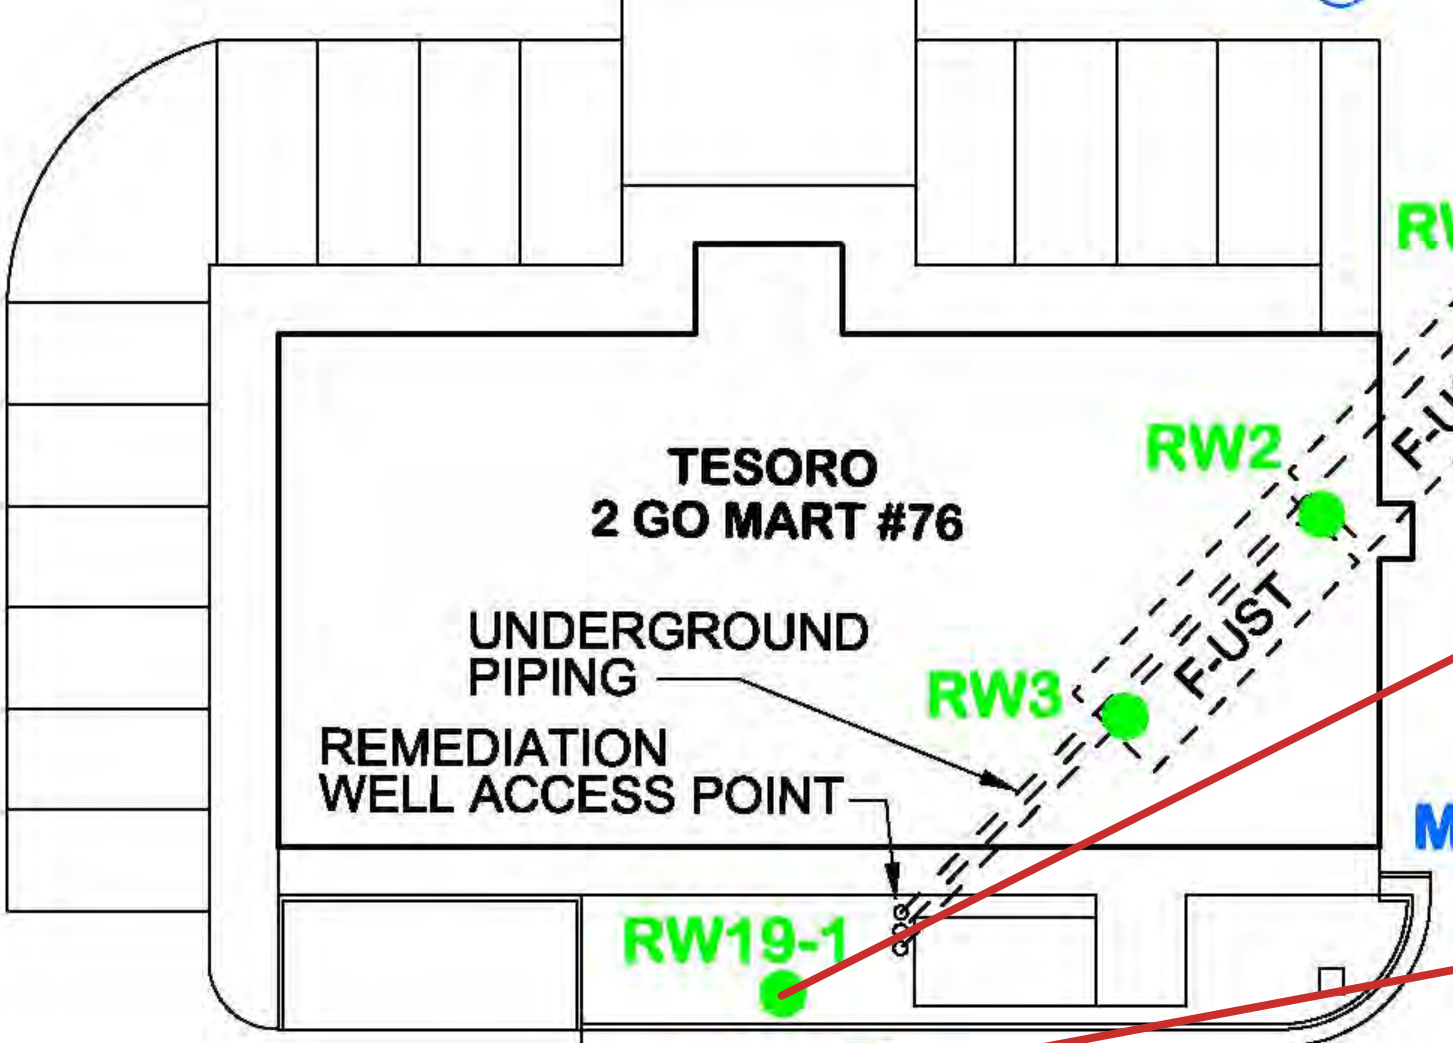 RW2
TESORO
2 GO MART #76
F-UST
UNDERGROUND
PIPING
RW3
REMEDIATION
WELL ACCESS POINT
RW19-1